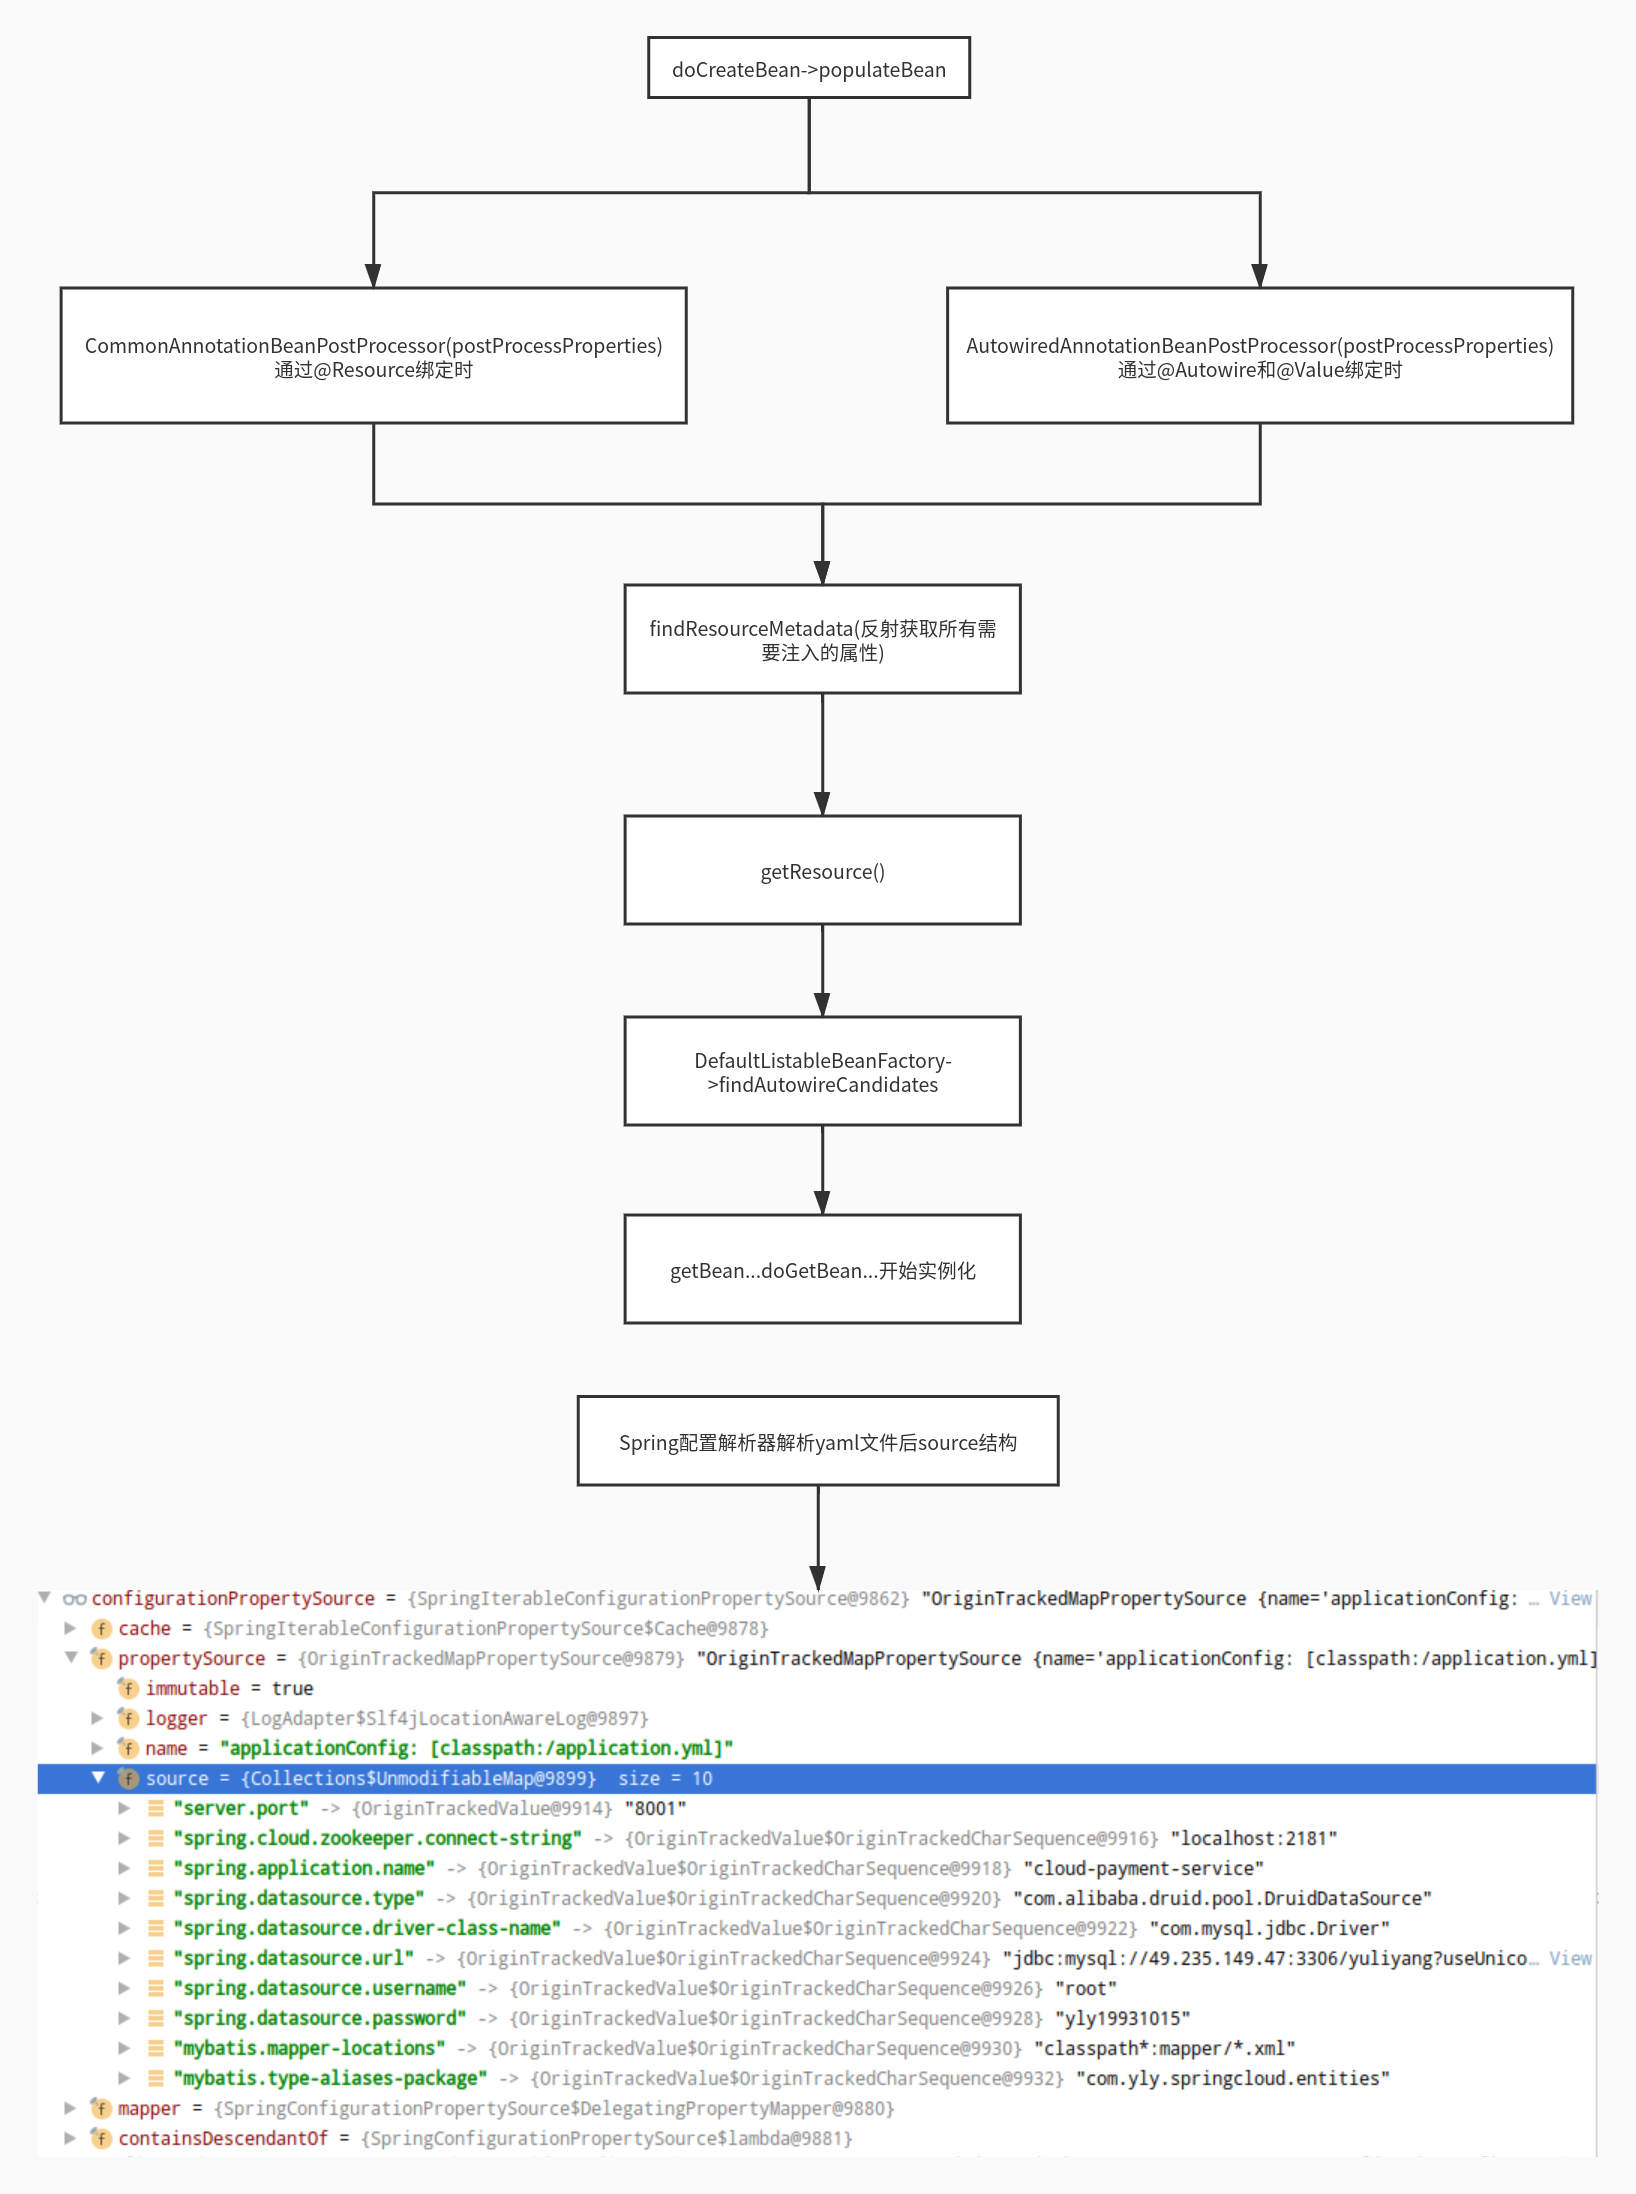 doCreateBean->populateBean
CommonAnnotationBeanPostProcessor(postProcessProperties)
通过@Resource绑定时
AutowiredAnnotationBeanPostProcessor(postProcessProperties)
通过@Autowire和@Value绑定时
findResourceMetadata(反射获取所有需
要注入的属性)
getResource()
DefaultListableBeanFactory-
>findAutowireCandidates
getBean...doGetBean...开始实例化
Spring配置解析器解析yaml文件后source结构
configurationPropertySource = {SpringIterableConfigurationPropertySource@9862} "OriginTrackedMapPropertySource {name='applicationConfig: … View
cache = {SpringIterableConfigurationPropertySource$Cache@9878}
propertySource = {OriginTrackedMapPropertySource@9879} "OriginTrackedMapPropertySource {name='applicationConfig: [classpath:/application.yml]
immutable = true
logger = {LogAdapter$Slf4jLocationAwareLog@9897}
name = "applicationConfig: [classpath:/application.yml]"
source = {Collections$UnmodifiableMap@9899} size = 10
"server.port" -> {OriginTrackedValue@9914} "8001"
"spring.cloud.zookeeper.connect-string" -> {OriginTrackedValue$OriginTrackedCharSequence@9916} "localhost:2181"
"spring.application.name" -> {OriginTrackedValue$OriginTrackedCharSequence@9918} "cloud-payment-service"
"spring.datasource.type" -> {OriginTrackedValue$OriginTrackedCharSequence@9920} "com.alibaba.druid.pool.DruidDataSource"
"spring.datasource.driver-class-name" -> {OriginTrackedValue$OriginTrackedCharSequence@9922} "com.mysql.jdbc.Driver"
"spring.datasource.url" -> {OriginTrackedValue$OriginTrackedCharSequence@9924} "jdbc:mysql://49.235.149.47:3306/yuliyang?useUnico… View
"spring.datasource.username" -> {OriginTrackedValue$OriginTrackedCharSequence@9926} "root"
"spring.datasource.password" -> {OriginTrackedValue$OriginTrackedCharSequence@9928} "yly19931015"
"mybatis.mapper-locations" -> {OriginTrackedValue$OriginTrackedCharSequence@9930} "classpath*:mapper/*.xml"
"mybatis.type-aliases-package" -> {OriginTrackedValue$OriginTrackedCharSequence@9932} "com.yly.springcloud.entities"
mapper = {SpringConfigurationPropertySource$DelegatingPropertyMapper@9880}
containsDescendantOf = {SpringConfigurationPropertySource$lambda@9881}